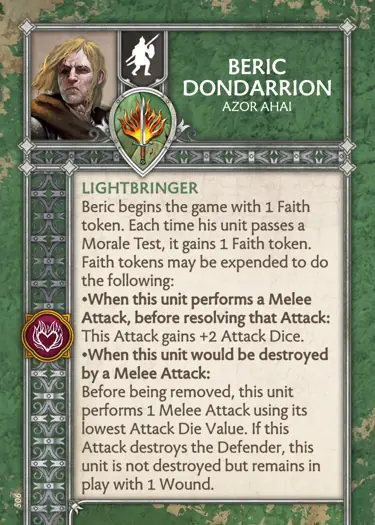 BERIC
DONDARRION
AZOR AHAI
LIGHTBRINGER
Beric begins the game with 1 Faith
token. Each time his unit passes a
Morale Test, it gains 1 Faith token.
Faith tokens may be expended to do
the following:
•When this unit performs a Melee
Attack, before resolving that Attack:
This Attack gains +2 Attack Dice.
•When this unit would be destroyed
by a Melee Attack:
Before being removed, this unit
performs 1 Melee Attack using its
lowest Attack Die Value. If this
Attack destroys the Defender, this
unit is not destroyed but remains in
play with 1 Wound.
506